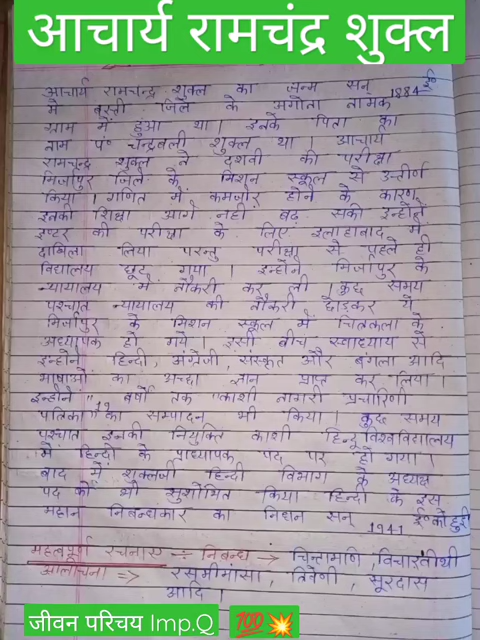 आचार्य रामचंद्र शुक्ल
आचार्य रामचन्द्र शुक्ल का जन्म सन् 1884 ई०
में बस्ती जिले के अगोना नामक
ग्राम में हुआ था। इनके पिता का
नाम पं० चन्द्रबली शुक्ल था। आचार्य
रामचन्द्र शुक्ल ने दशवी की परीक्षा
मिर्जापुर जिले के मिशन स्कूल से उत्तीर्ण
किया। गणित में कमजोर होने के कारण
इनकी शिक्षा आगे नही बढ़ सकी उन्होंने
इण्टर की परीक्षा के लिए इलाहाबाद में
दाखिला लिया परन्तु परीक्षा से पहले ही
विद्यालय छूट गया। इन्होंने मिर्जापुर के
न्यायालय में नौकरी कर ली। कुछ समय
पश्चात न्यायालय की नौकरी छोड़कर ये
मिर्जापुर के मिशन स्कूल में चित्रकला के
अध्यापक हो गये। इसी बीच स्वाध्याय से
इन्होंने हिन्दी, अंग्रेजी, संस्कृत और बंगला आदि
भाषाओं का अच्छा ज्ञान प्राप्त कर लिया।
इन्होंने 19 वर्षों तक "काशी नागरी प्रचारिणी
पत्रिका" का सम्पादन भी किया। कुछ समय
पश्चात इनकी नियुक्ति काशी हिन्दू विश्वविद्यालय
में हिन्दी के प्राध्यापक पद पर हो गया।
बाद में शुक्लजी हिन्दी विभाग के अध्यक्ष
पद को भी सुशोभित किया हिन्दी के इस
महान निबन्धकार का निधन सन् 1941 ई० को हुई
महत्वपूर्ण रचनाए ÷ निबन्ध → चिन्तामणि, विचारवीथी
आलोचना => रसमीमांसा, त्रिवेणी, सूरदास
आदि।
जीवन परिचय Imp.Q 💯💥